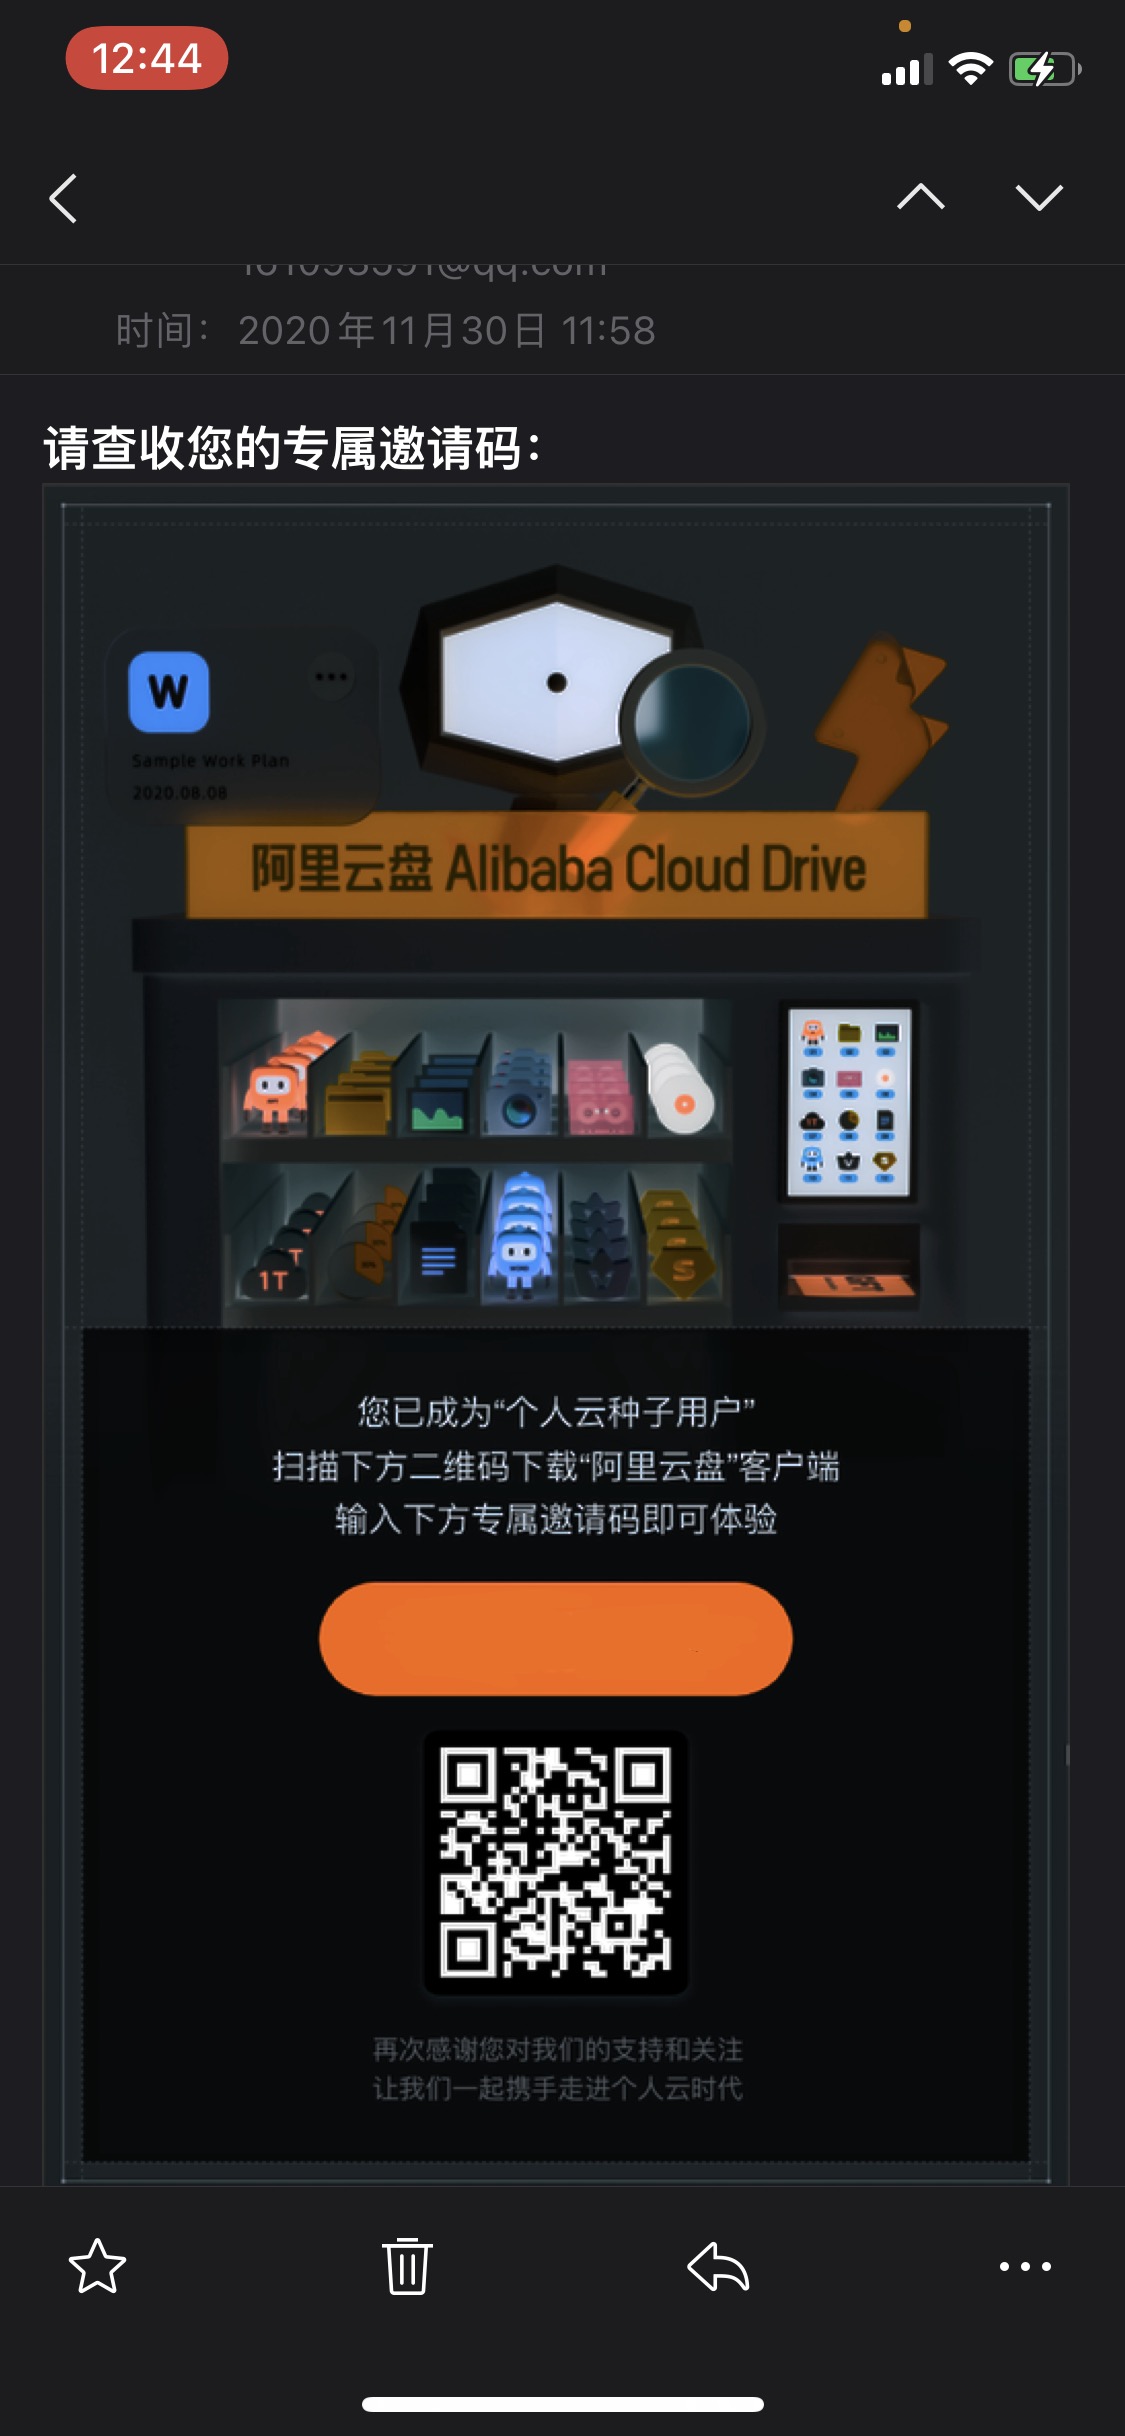 12:44
时间： 2020年11月30日 11:58
请查收您的专属邀请码：
W
Sample Work Plan
2020.08.08
阿里云盘 Alibaba Cloud Drive
1T
S
您已成为“个人云种子用户”
扫描下方二维码下载“阿里云盘”客户端
输入下方专属邀请码即可体验
再次感谢您对我们的支持和关注
让我们一起携手走进个人云时代